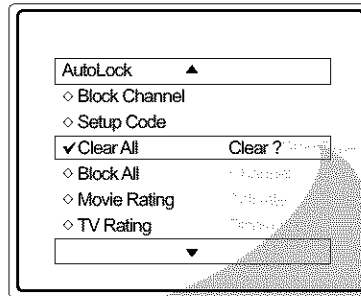 AutoLock ▲
◇ Block Channel
◇ Setup Code
✔ Clear All Clear ?
◇ Block All
◇ Movie Rating
◇ TV Rating
▼